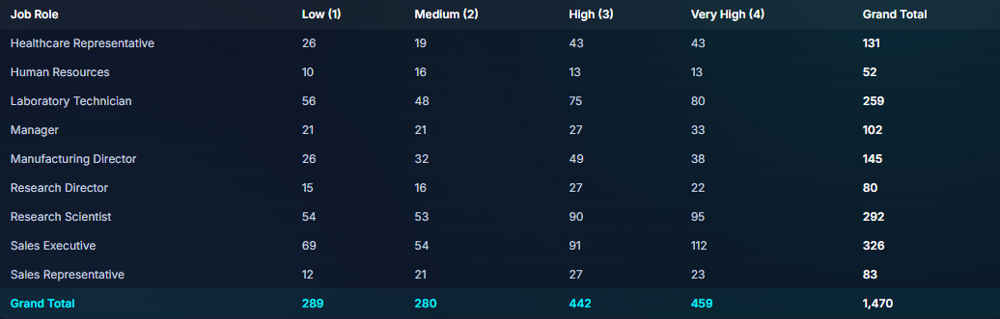 Job Role Low (1) Medium (2) High (3) Very High (4) Grand Total
Healthcare Representative 26 19 43 43 131
Human Resources 10 16 13 13 52
Laboratory Technician 56 48 75 80 259
Manager 21 21 27 33 102
Manufacturing Director 26 32 49 38 145
Research Director 15 16 27 22 80
Research Scientist 54 53 90 95 292
Sales Executive 69 54 91 112 326
Sales Representative 12 21 27 23 83
Grand Total 289 280 442 459 1,470